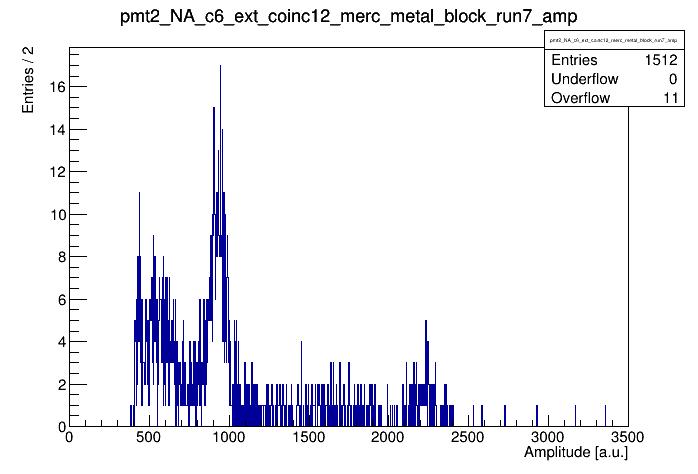 pmt2_NA_c6_ext_coinc12_merc_metal_block_run7_amp
pmt2_NA_c6_ext_coinc12_merc_metal_block_run7_amp
Entries 1512
Underflow 0
Overflow 11
Entries / 2
16
14
12
10
8
6
4
2
0
0 500 1000 1500 2000 2500 3000 3500
Amplitude [a.u.]